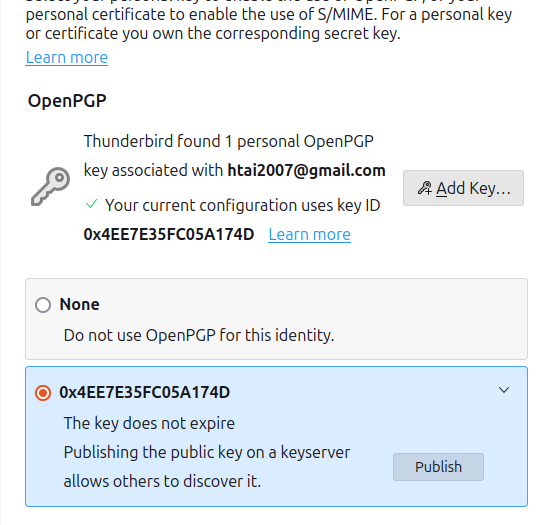 personal certificate to enable the use of S/MIME. For a personal key
or certificate you own the corresponding secret key.
Learn more
OpenPGP
Thunderbird found 1 personal OpenPGP
key associated with htai2007@gmail.com
Your current configuration uses key ID
0x4EE7E35FC05A174D Learn more
Add Key...
None
Do not use OpenPGP for this identity.
0x4EE7E35FC05A174D
The key does not expire
Publishing the public key on a keyserver
allows others to discover it.
Publish